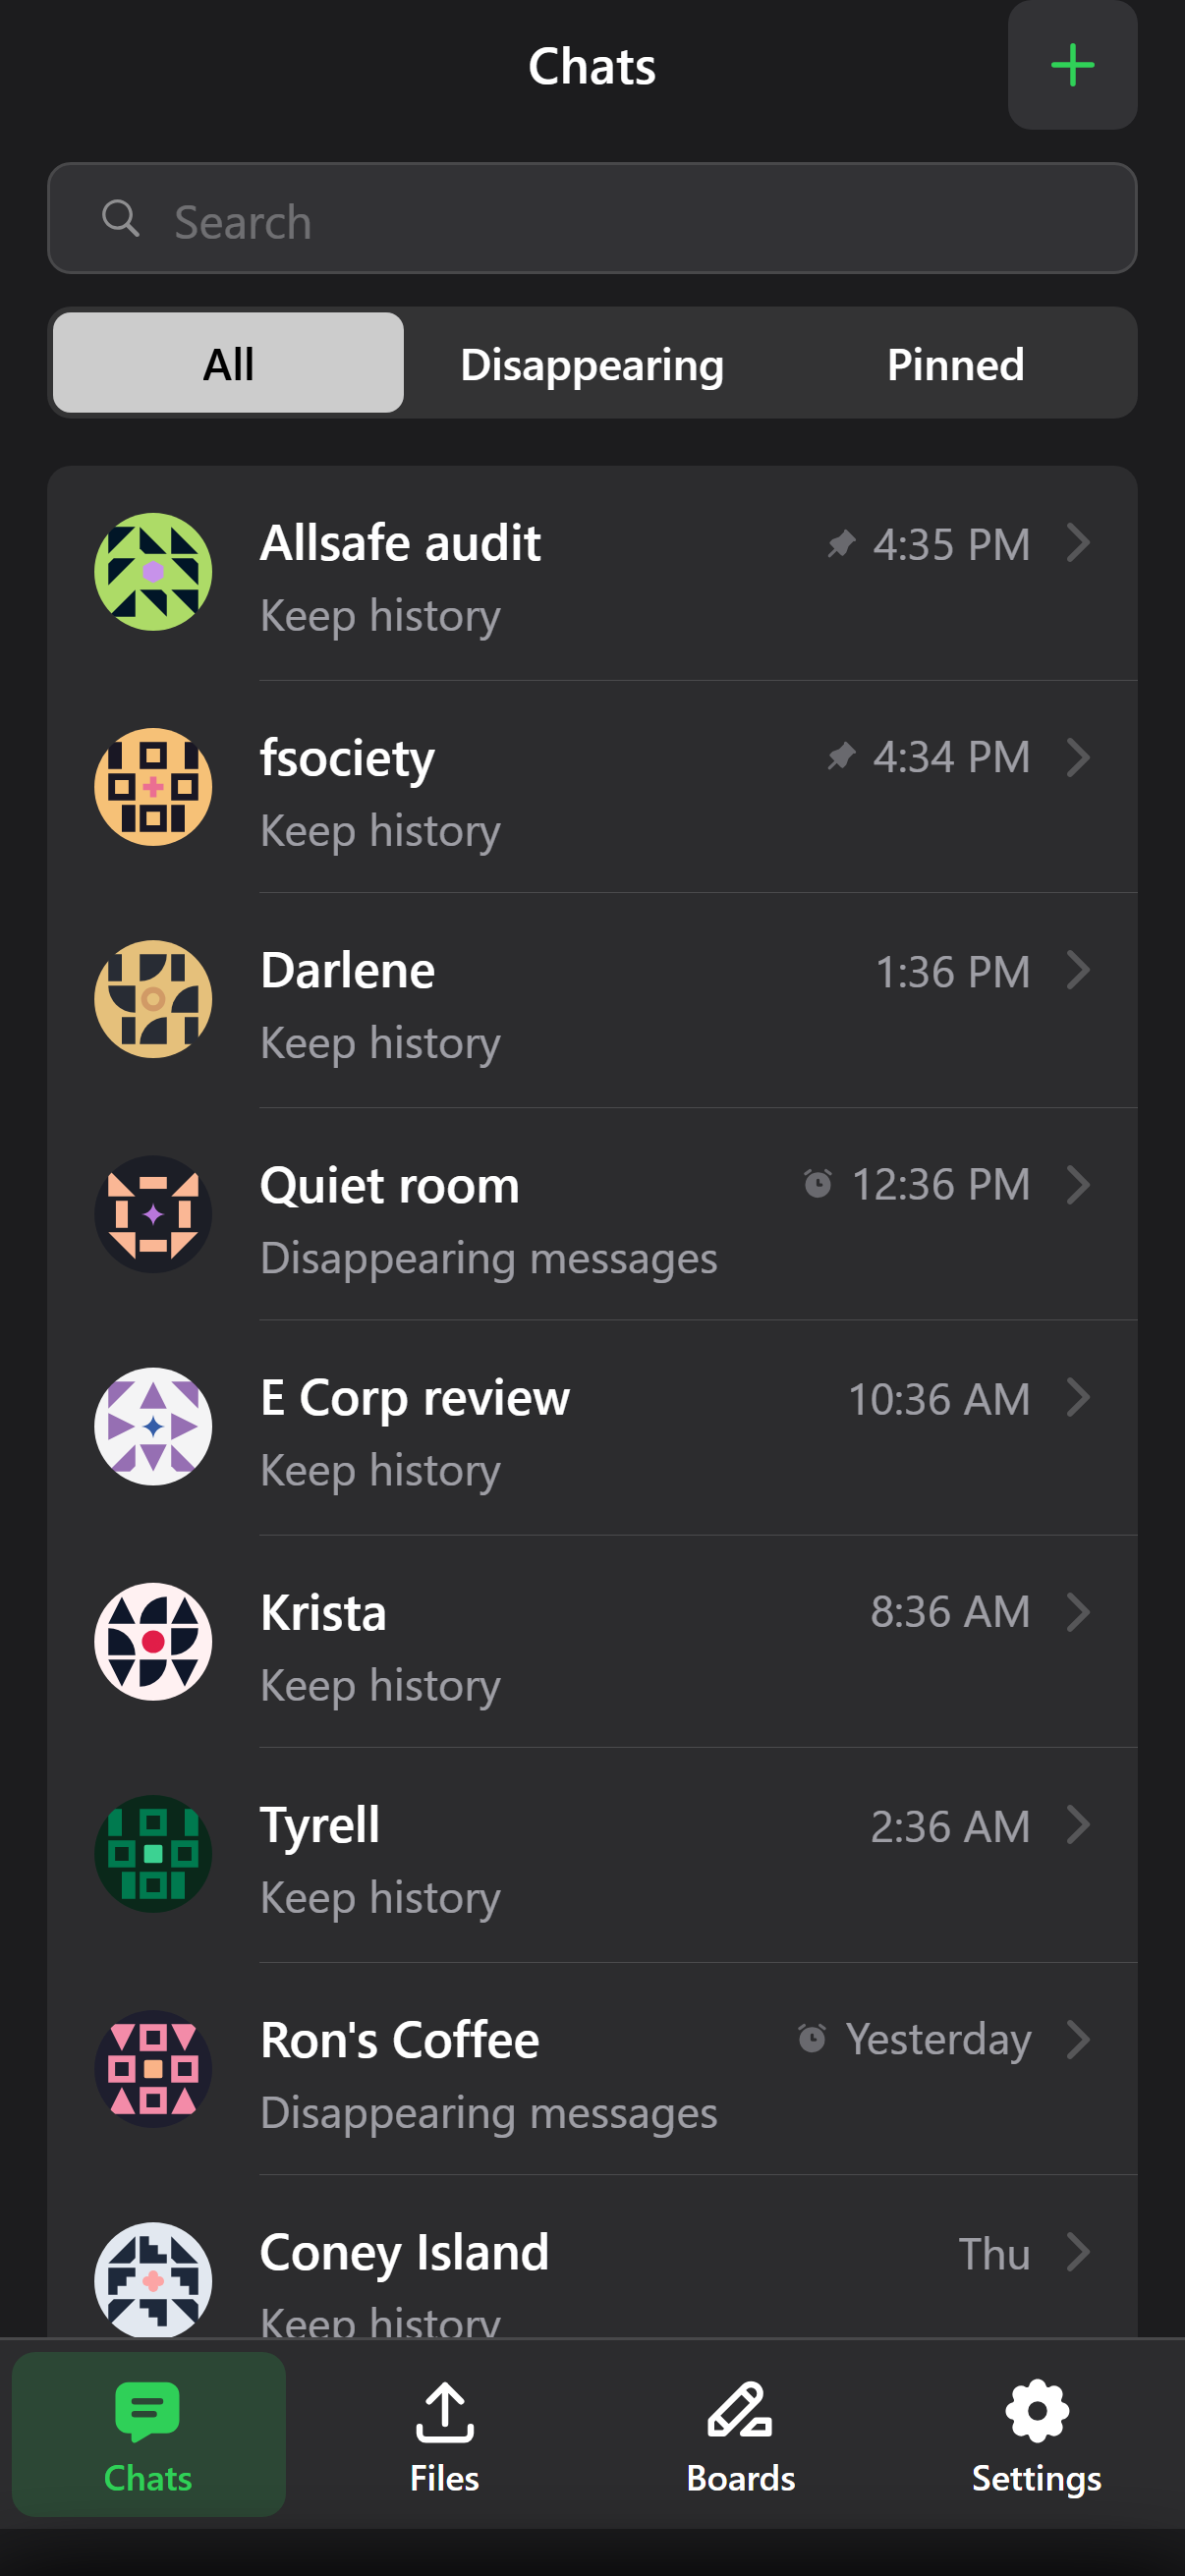 Chats
Search
All Disappearing Pinned
Allsafe audit 4:35 PM
Keep history
fsociety 4:34 PM
Keep history
Darlene 1:36 PM
Keep history
Quiet room 12:36 PM
Disappearing messages
E Corp review 10:36 AM
Keep history
Krista 8:36 AM
Keep history
Tyrell 2:36 AM
Keep history
Ron's Coffee Yesterday
Disappearing messages
Coney Island Thu
Keep history
Chats Files Boards Settings